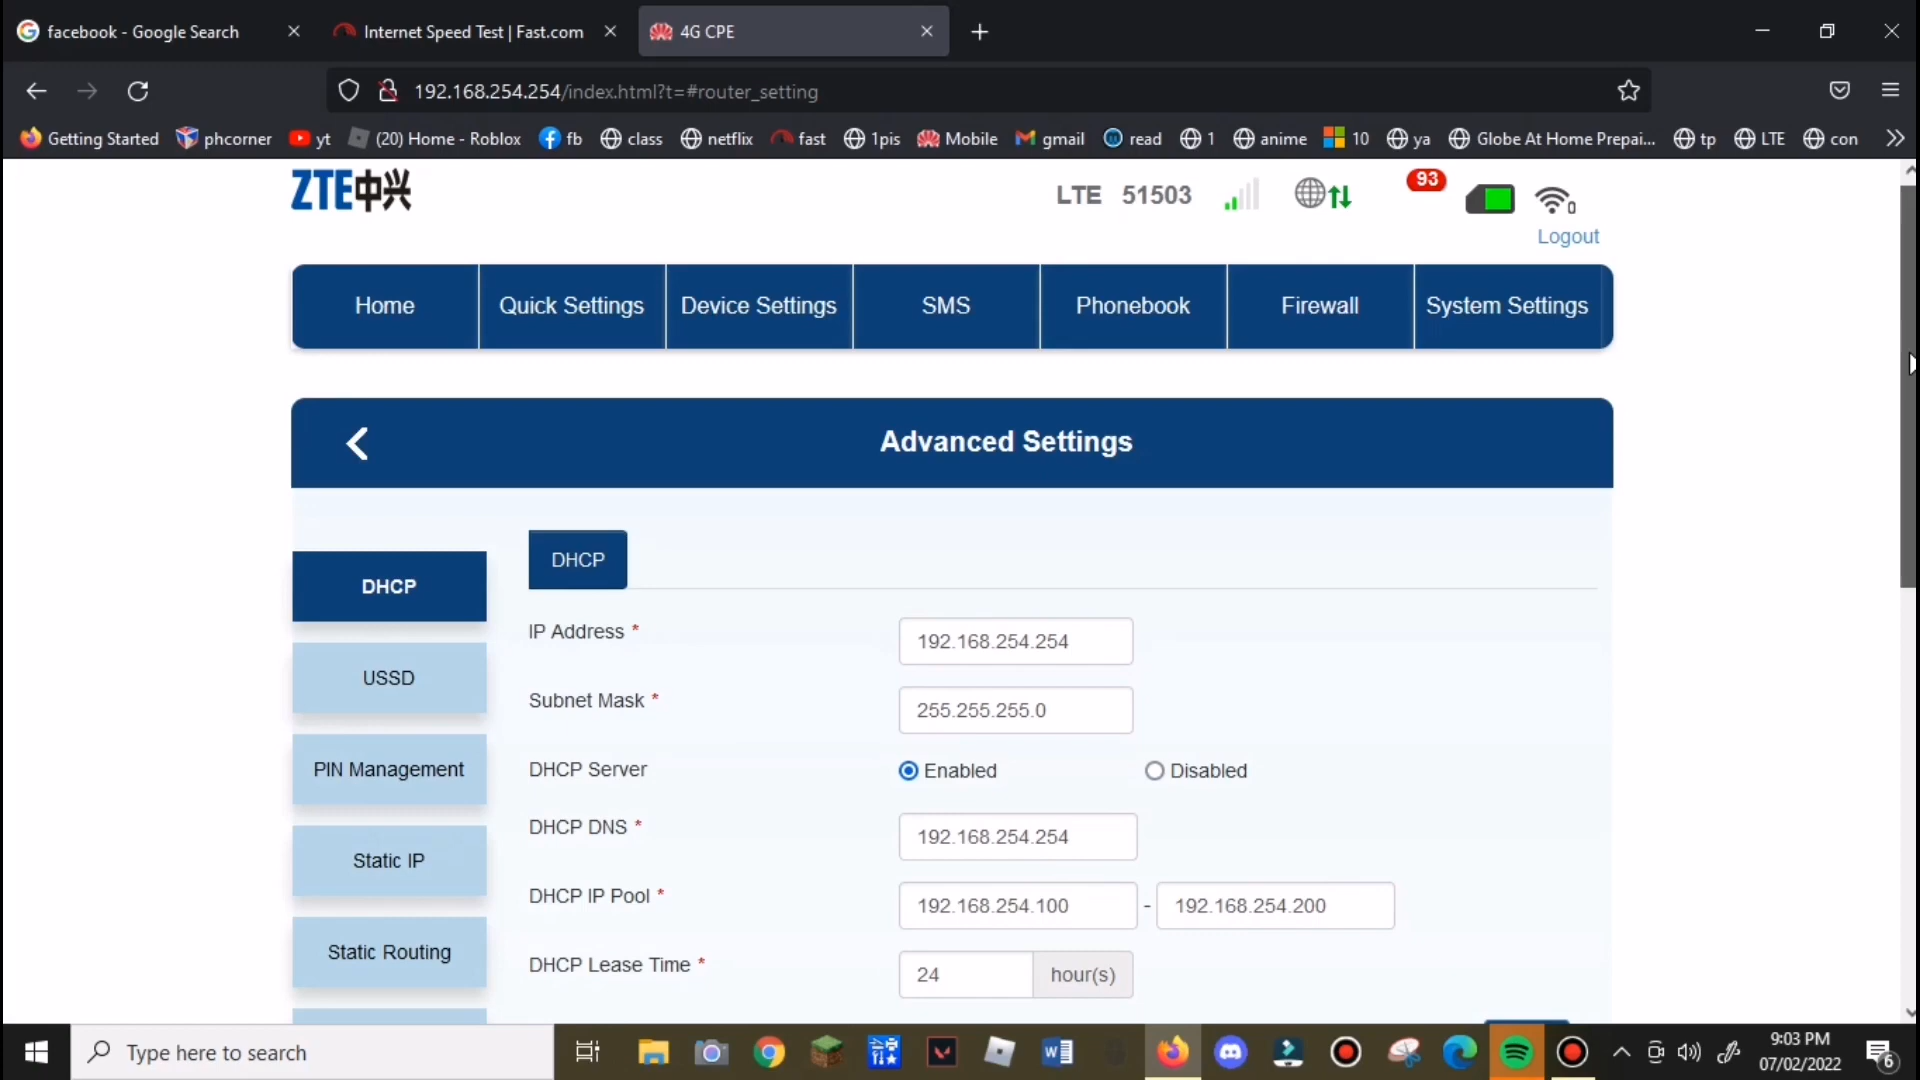 facebook - Google Search
Internet Speed Test | Fast.com
4G CPE
192.168.254.254/index.html?t=#router_setting
Getting Started phcorner yt (20) Home - Roblox fb class netflix fast 1pis Mobile gmail read 1 anime 10 ya Globe At Home Prepai... tp LTE con
ZTE中兴
LTE 51503
93
0
Logout
Home Quick Settings Device Settings SMS Phonebook Firewall System Settings
Advanced Settings
DHCP
USSD
PIN Management
Static IP
Static Routing
DHCP
IP Address * 192.168.254.254
Subnet Mask * 255.255.255.0
DHCP Server Enabled Disabled
DHCP DNS * 192.168.254.254
DHCP IP Pool * 192.168.254.100 - 192.168.254.200
DHCP Lease Time * 24 hour(s)
Type here to search
9:03 PM
07/02/2022
6